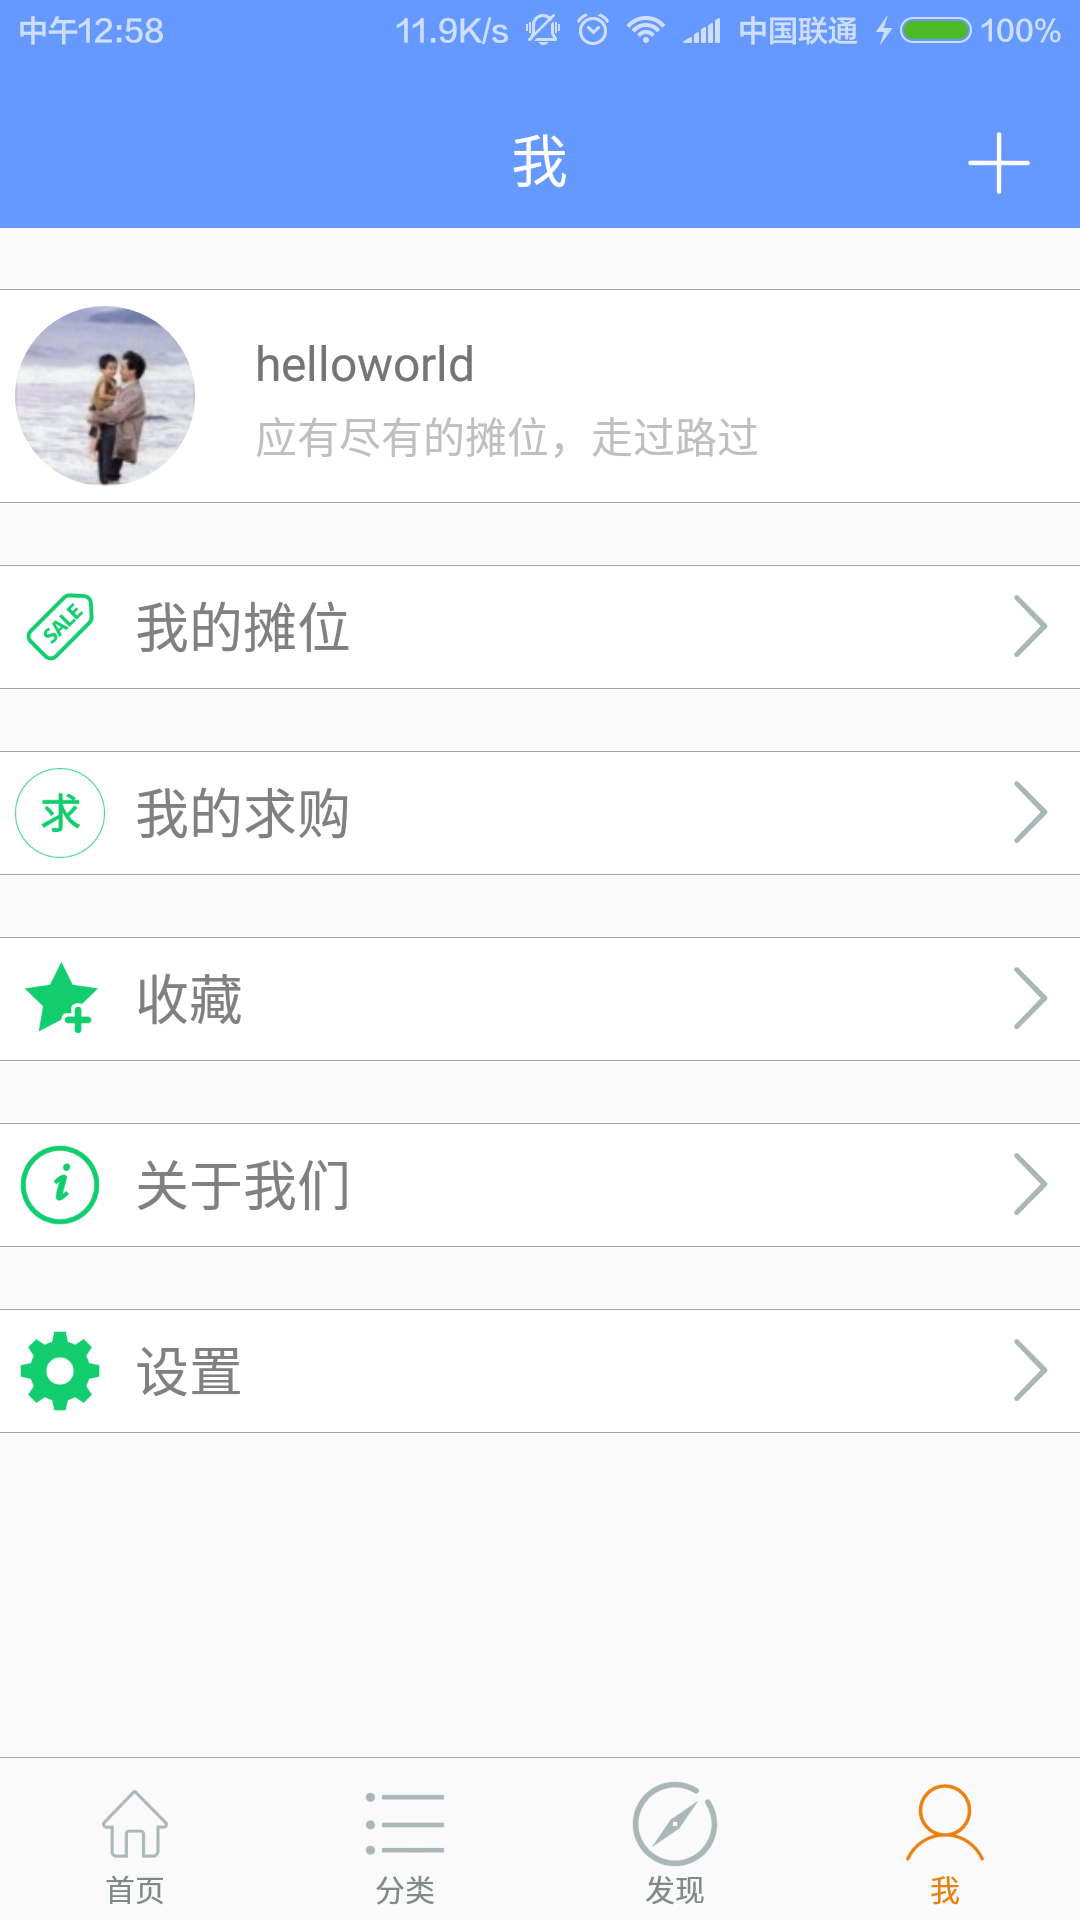 中午12:58 11.9K/s 中国联通 100%
我
helloworld
应有尽有的摊位，走过路过
SALE 我的摊位
求 我的求购
收藏
i 关于我们
设置
首页 分类 发现 我